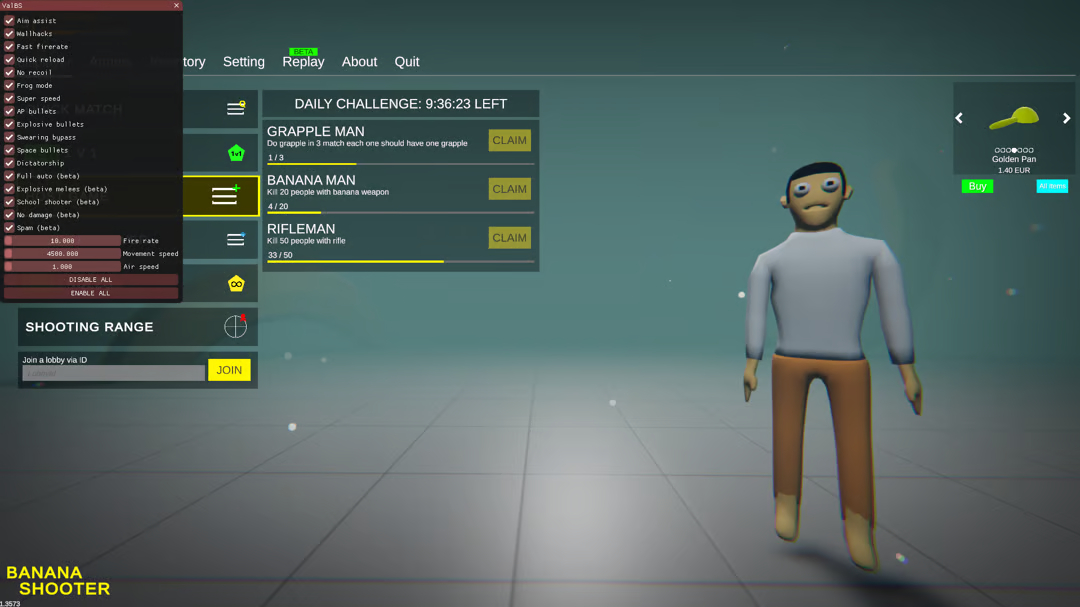 ValBS
Aim assist
Wallhacks
Fast firerate
Quick reload
No recoil
Frog mode
Super speed
AP bullets
Explosive bullets
Swearing bypass
Space bullets
Dictatorship
Full auto (beta)
Explosive melees (beta)
School shooter (beta)
No damage (beta)
Spam (beta)
10.000 Fire rate
4500.000 Movement speed
1.000 Air speed
DISABLE ALL
ENABLE ALL
BETA
tory Setting Replay About Quit
1v1
SHOOTING RANGE
Join a lobby via ID
JOIN
DAILY CHALLENGE: 9:36:23 LEFT
GRAPPLE MAN
Do grapple in 3 match each one should have one grapple
1 / 3
CLAIM
BANANA MAN
Kill 20 people with banana weapon
4 / 20
CLAIM
RIFLEMAN
Kill 50 people with rifle
33 / 50
CLAIM
Golden Pan
1.40 EUR
Buy
All Items
BANANA
SHOOTER
1.3573